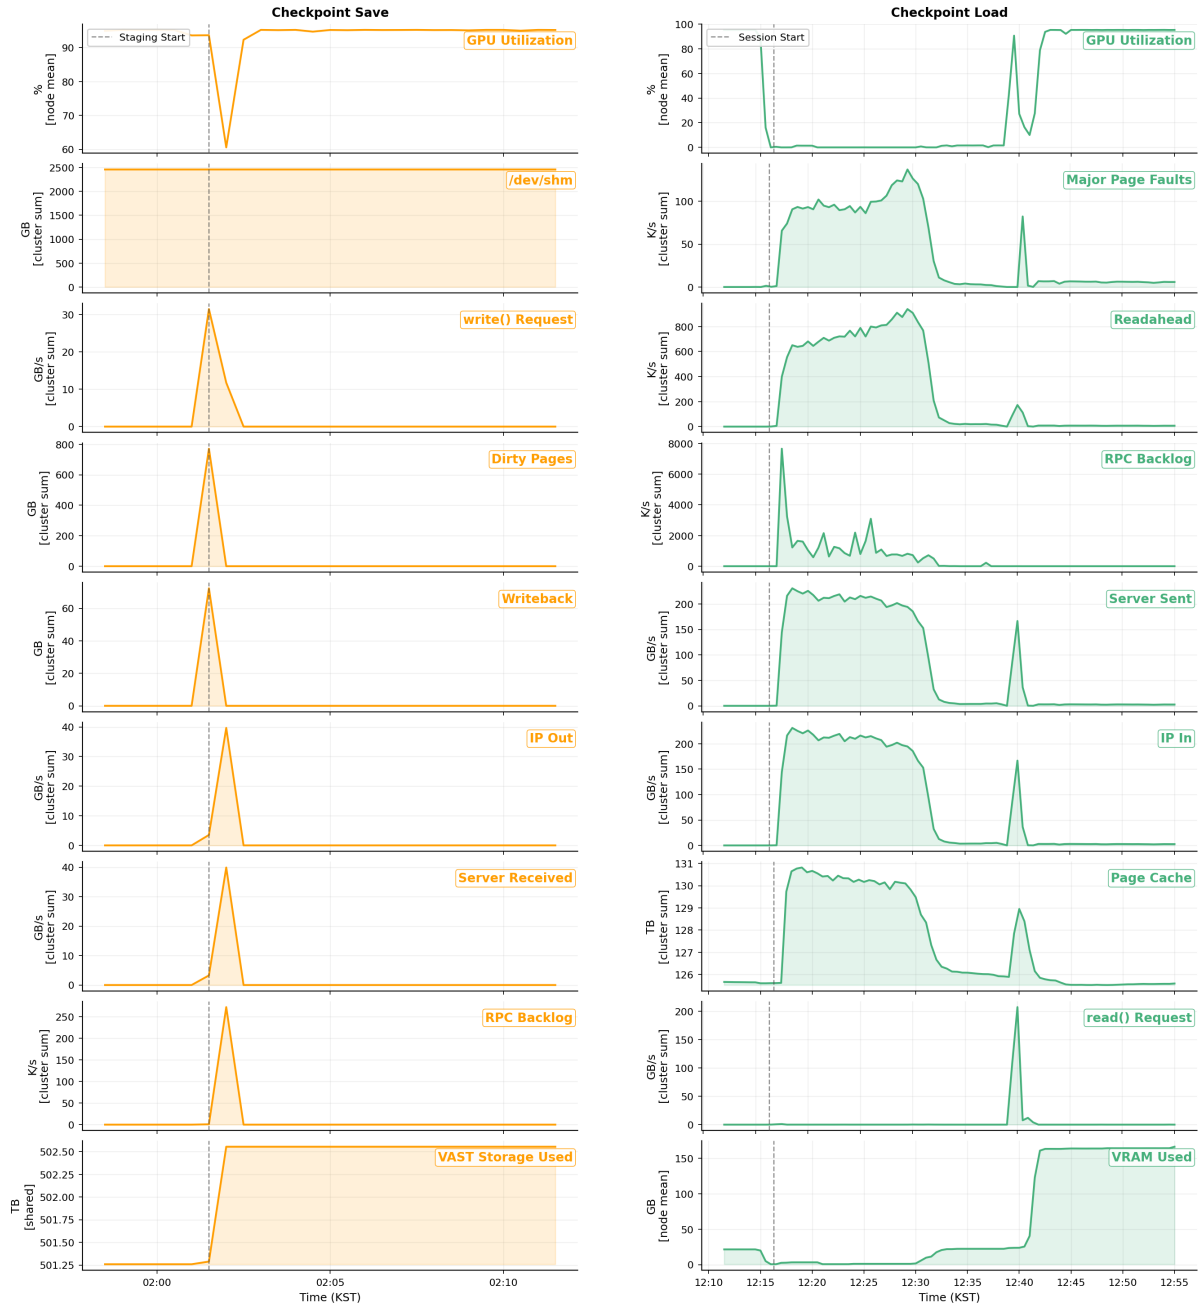 Checkpoint Save
Staging Start
GPU Utilization
%
[node mean]
90
80
70
60
/dev/shm
GB
[cluster sum]
2500
2000
1500
1000
500
0
write() Request
GB/s
[cluster sum]
30
20
10
0
Dirty Pages
GB
[cluster sum]
800
600
400
200
0
Writeback
GB
[cluster sum]
60
40
20
0
IP Out
GB/s
[cluster sum]
40
30
20
10
0
Server Received
GB/s
[cluster sum]
40
30
20
10
0
RPC Backlog
K/s
[cluster sum]
250
200
150
100
50
0
VAST Storage Used
TB
[shared]
502.50
502.25
502.00
501.75
501.50
501.25
02:00
02:05
02:10
Time (KST)
Checkpoint Load
Session Start
GPU Utilization
%
[node mean]
100
80
60
40
20
0
Major Page Faults
K/s
[cluster sum]
100
50
0
Readahead
K/s
[cluster sum]
800
600
400
200
0
RPC Backlog
K/s
[cluster sum]
8000
6000
4000
2000
0
Server Sent
GB/s
[cluster sum]
200
150
100
50
0
IP In
GB/s
[cluster sum]
200
150
100
50
0
Page Cache
TB
[cluster sum]
131
130
129
128
127
126
read() Request
GB/s
[cluster sum]
200
150
100
50
0
VRAM Used
GB
[node mean]
150
100
50
0
12:10
12:15
12:20
12:25
12:30
12:35
12:40
12:45
12:50
12:55
Time (KST)